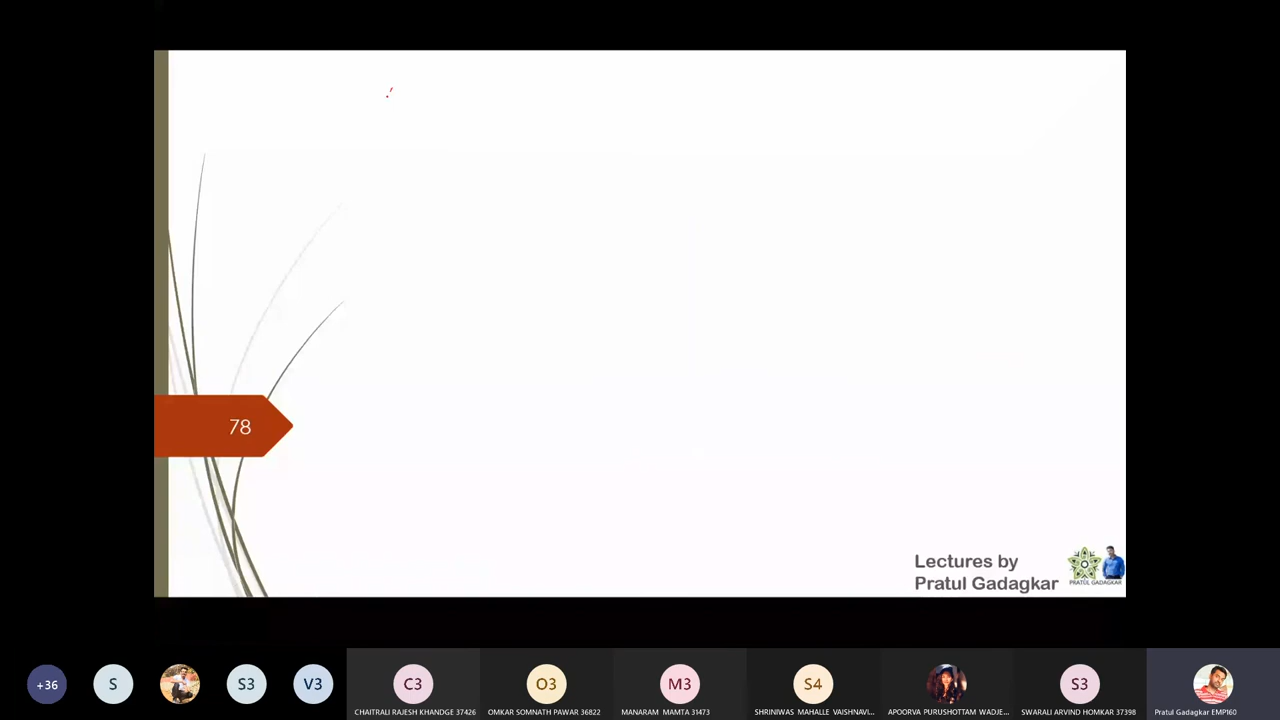 78
Lectures by
Pratul Gadagkar
PRATUL GADAGKAR
+36
S
S3
V3
C3
O3
M3
S4
S3
CHAITRALI RAJESH KHANDGE 37426
OMKAR SOMNATH PAWAR 36822
MANARAM MAMTA 31473
SHRINIWAS MAHALLE VAISHNAVI...
APOORVA PURUSHOTTAM WADJE...
SWARALI ARVIND HOMKAR 37398
Pratul Gadagkar EMP160